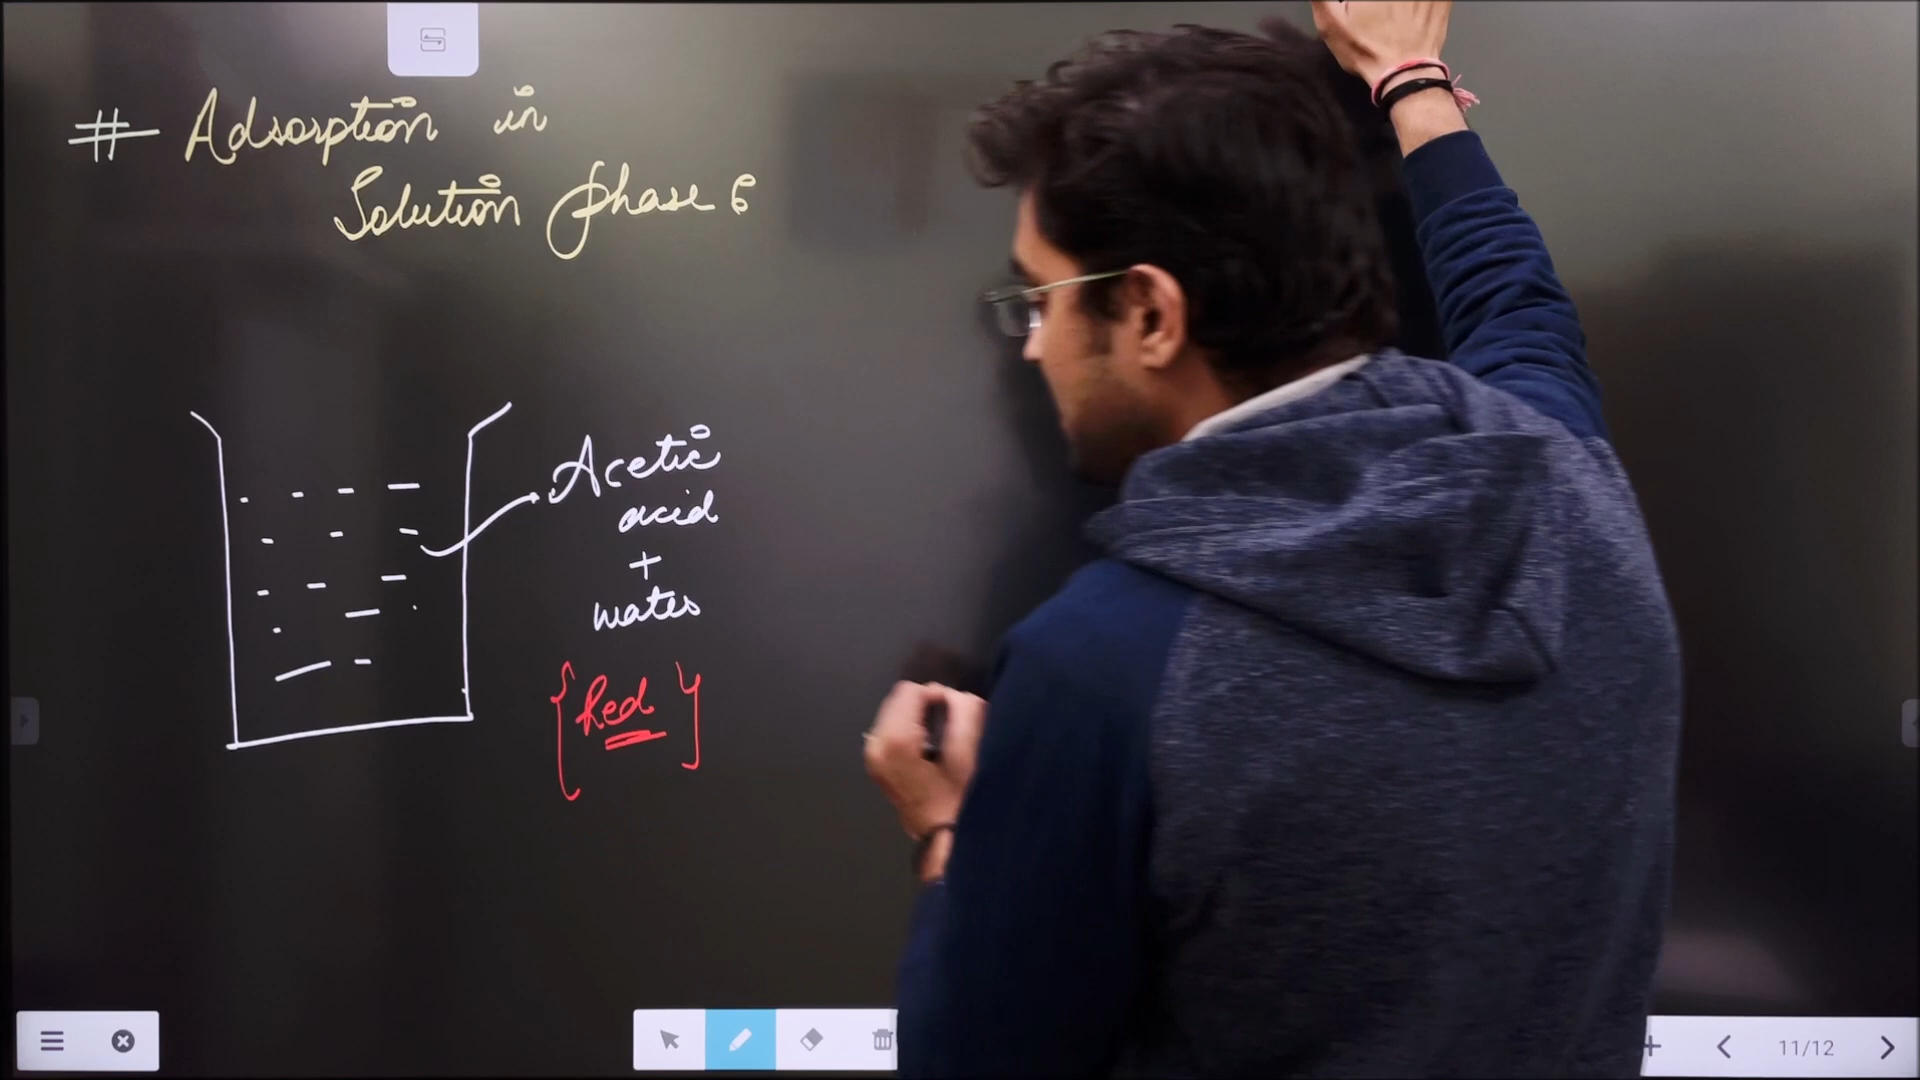 # Adsorption in
Solution phase :
Acetic
acid
+
water
{Red}
11/12